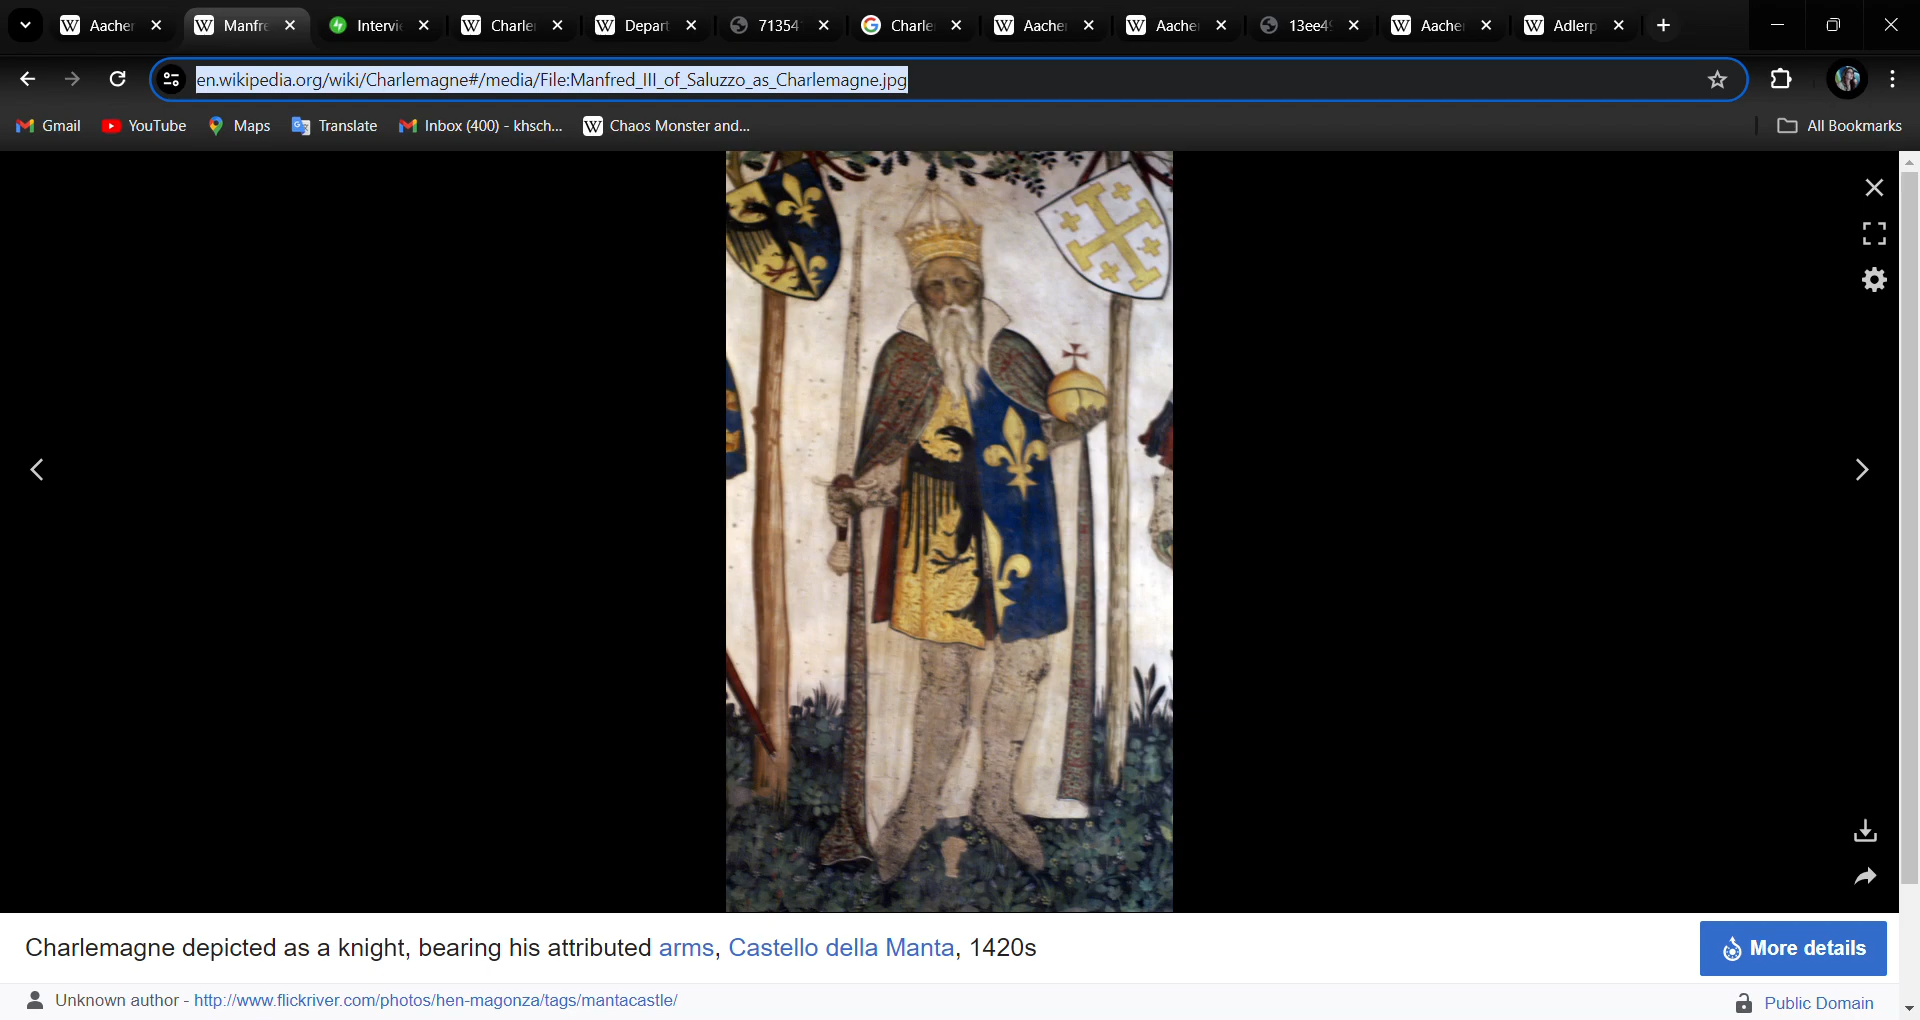 Aachen
Manfre
Intervi
Charle
Depart
71354
Charle
Aache
Aache
13ee4
Aache
Adlerp
en.wikipedia.org/wiki/Charlemagne#/media/File:Manfred_III_of_Saluzzo_as_Charlemagne.jpg
Gmail
YouTube
Maps
Translate
Inbox (400) - khsch...
Chaos Monster and...
All Bookmarks
Charlemagne depicted as a knight, bearing his attributed arms, Castello della Manta, 1420s
More details
Unknown author - http://www.flickriver.com/photos/hen-magonza/tags/mantacastle/
Public Domain